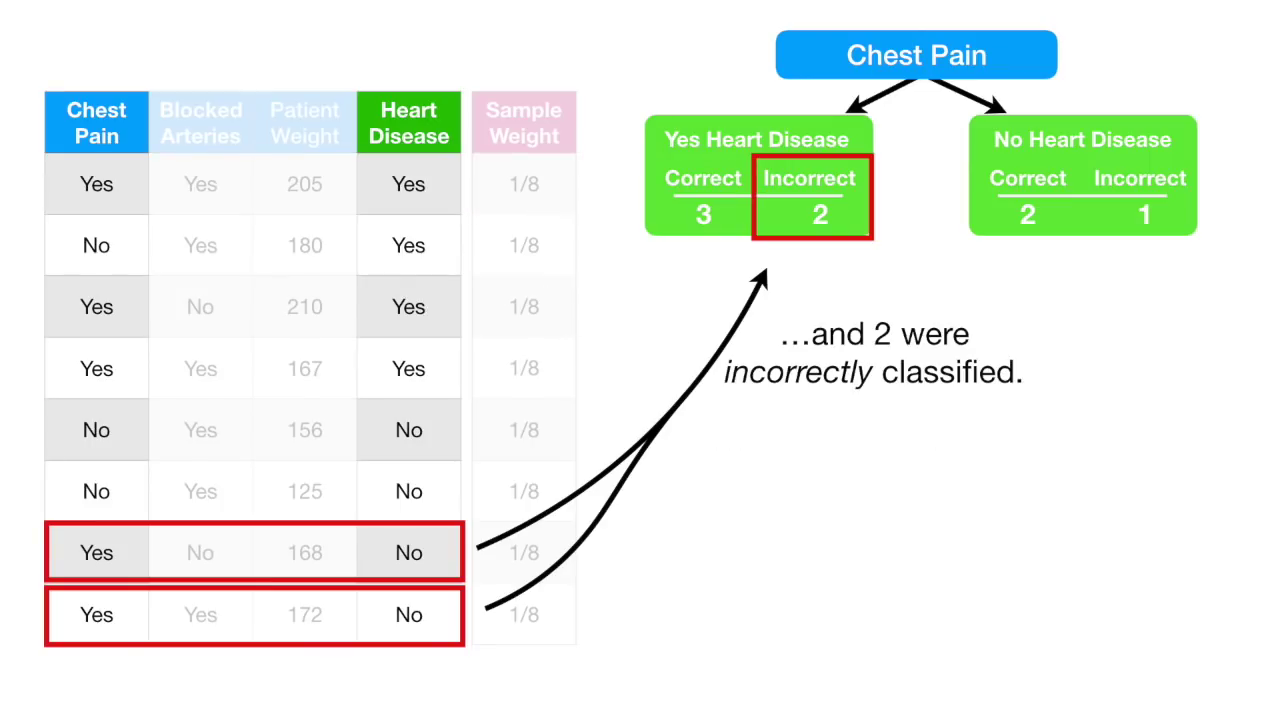 Chest Pain
Chest Pain Blocked Arteries Patient Weight Heart Disease Sample Weight
Yes Yes 205 Yes 1/8
No Yes 180 Yes 1/8
Yes No 210 Yes 1/8
Yes Yes 167 Yes 1/8
No Yes 156 No 1/8
No Yes 125 No 1/8
Yes No 168 No 1/8
Yes Yes 172 No 1/8
Yes Heart Disease
Correct Incorrect
3 2
No Heart Disease
Correct Incorrect
2 1
…and 2 were
incorrectly classified.